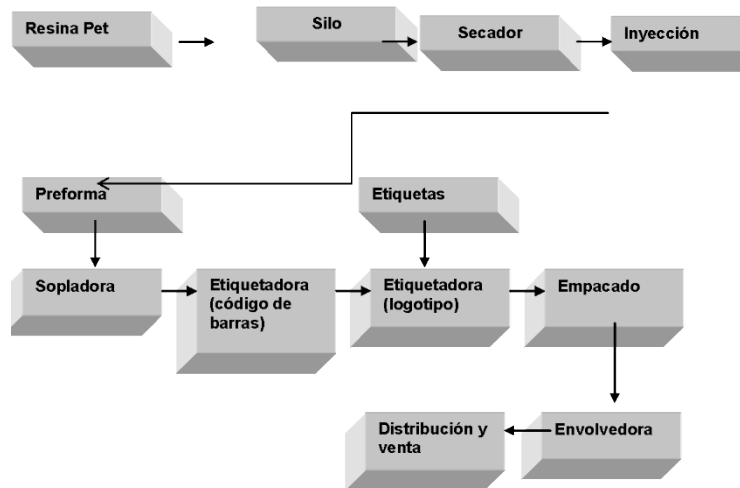 Resina Pet
Silo
Secador
Inyección
Preforma
Etiquetas
Sopladora
Etiquetadora
(código de
barras)
Etiquetadora
(logotipo)
Empacado
Distribución y
venta
Envolvedora